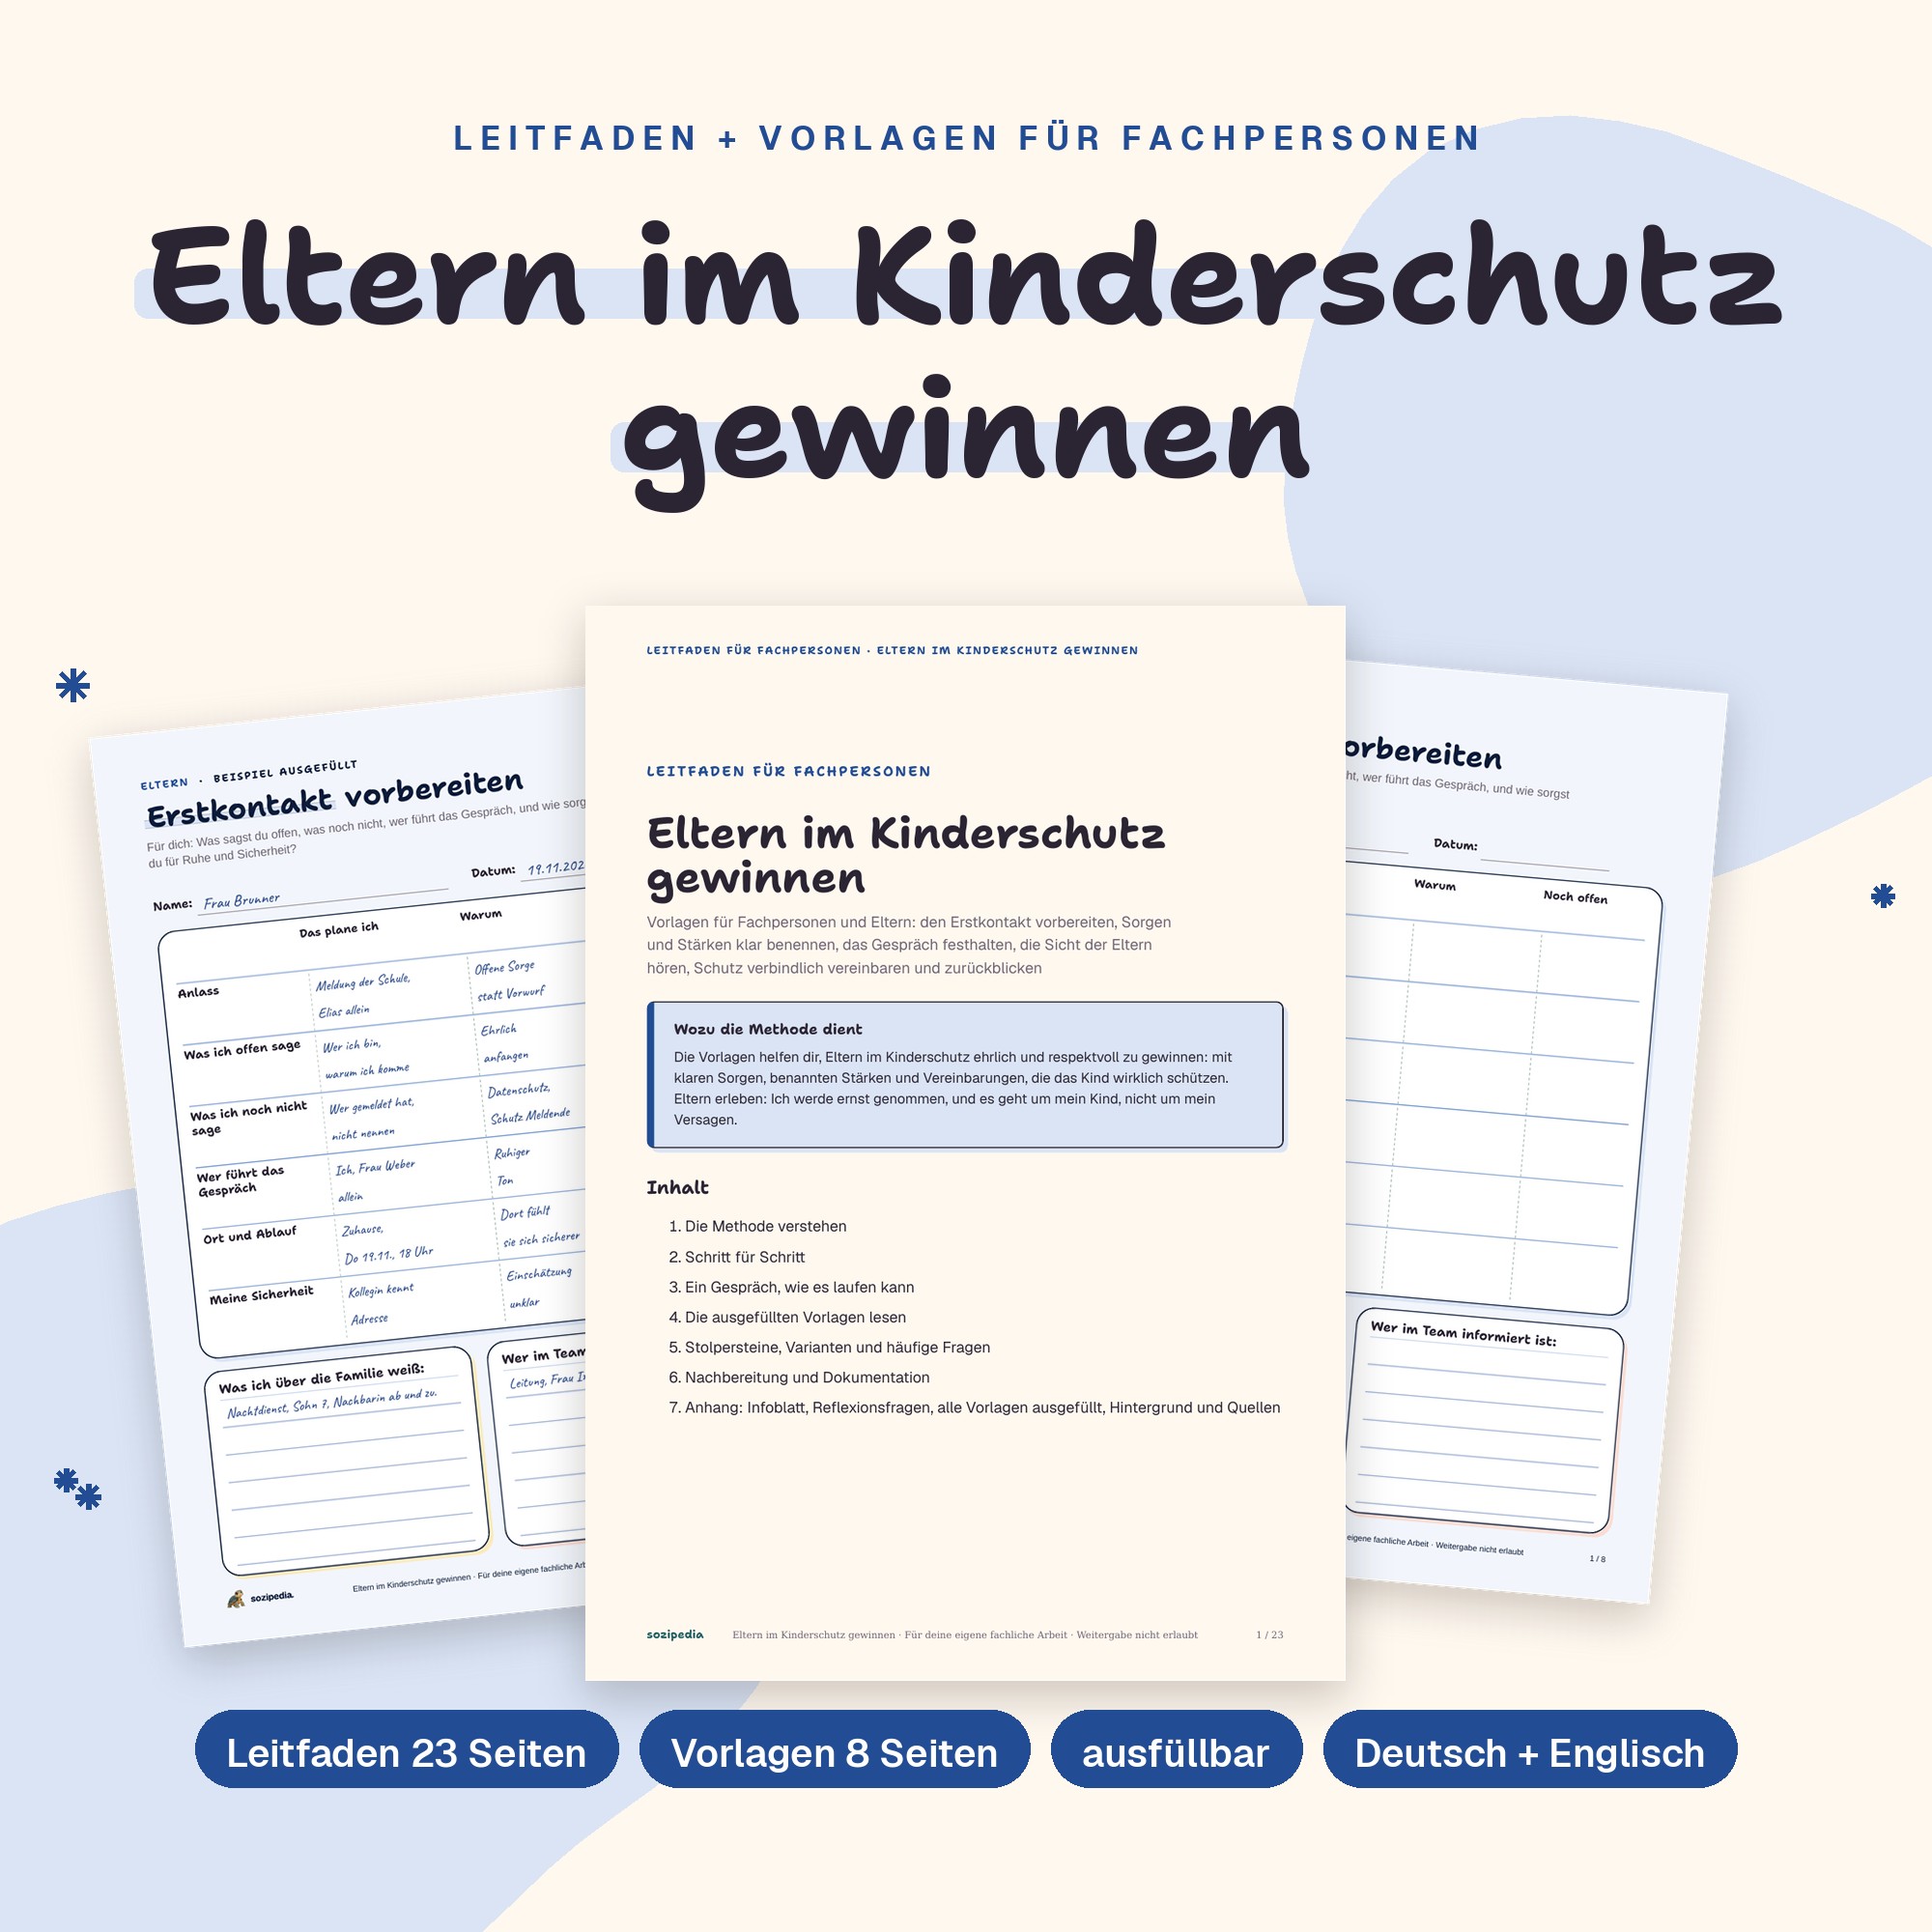 LEITFADEN + VORLAGEN FÜR FACHPERSONEN
Eltern im Kinderschutz
gewinnen
ELTERN · BEISPIEL AUSGEFÜLLT
Erstkontakt vorbereiten
Für dich: Was sagst du offen, was noch nicht, wer führt das Gespräch, und wie
du für Ruhe und Sicherheit?
Name: Frau Brunner Datum: 19.11.
Das plane ich Warum
Anlass Meldung der Schule, Elias allein Offene Sorge statt Vorwurf
Was ich offen sage Wer ich bin, warum ich komme Ehrlich anfangen
Was ich noch nicht sage Wer gemeldet hat, nicht nennen Datenschutz, Schutz Meldende
Wer führt das Gespräch Ich, Frau Weber allein Ruhiger Ton
Ort und Ablauf Zuhause, Do 19.11., 18 Uhr Dort fühlt sie sich sicherer
Meine Sicherheit Kollegin kennt Adresse Einschätzung unklar
Was ich über die Familie weiß:
Nachtdienst, Sohn 7, Nachbarin ab und zu.
Wer im Team
Leitung, Frau
sozipedia. Eltern im Kinderschutz gewinnen · Für deine eigene fachliche
LEITFADEN FÜR FACHPERSONEN · ELTERN IM KINDERSCHUTZ GEWINNEN
LEITFADEN FÜR FACHPERSONEN
Eltern im Kinderschutz
gewinnen
Vorlagen für Fachpersonen und Eltern: den Erstkontakt vorbereiten, Sorgen
und Stärken klar benennen, das Gespräch festhalten, die Sicht der Eltern
hören, Schutz verbindlich vereinbaren und zurückblicken
Wozu die Methode dient
Die Vorlagen helfen dir, Eltern im Kinderschutz ehrlich und respektvoll zu gewinnen: mit
klaren Sorgen, benannten Stärken und Vereinbarungen, die das Kind wirklich schützen.
Eltern erleben: Ich werde ernst genommen, und es geht um mein Kind, nicht um mein
Versagen.
Inhalt
1. Die Methode verstehen
2. Schritt für Schritt
3. Ein Gespräch, wie es laufen kann
4. Die ausgefüllten Vorlagen lesen
5. Stolpersteine, Varianten und häufige Fragen
6. Nachbereitung und Dokumentation
7. Anhang: Infoblatt, Reflexionsfragen, alle Vorlagen ausgefüllt, Hintergrund und Quellen
sozipedia Eltern im Kinderschutz gewinnen · Für deine eigene fachliche Arbeit · Weitergabe nicht erlaubt 1 / 23
orbereiten
wer führt das Gespräch, und wie sorgst
Datum:
Warum Noch offen
Wer im Team informiert ist:
eigene fachliche Arbeit · Weitergabe nicht erlaubt 1 / 8
Leitfaden 23 Seiten
Vorlagen 8 Seiten
ausfüllbar
Deutsch + Englisch